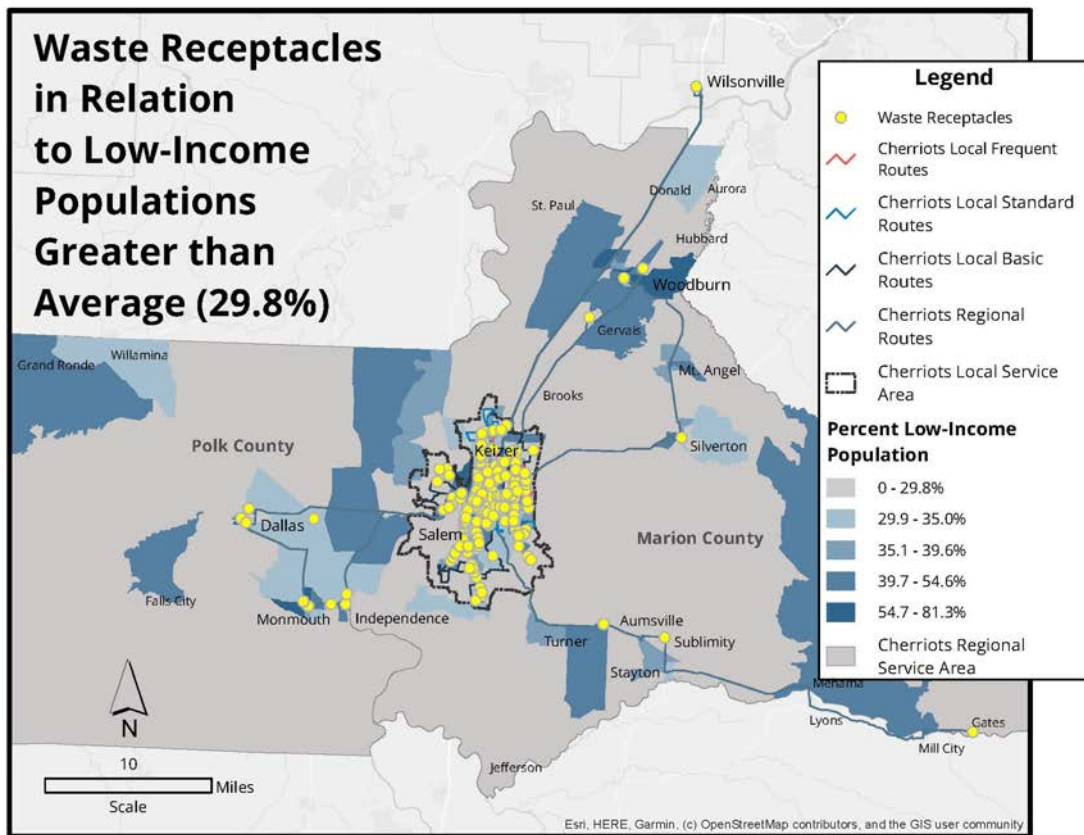 Waste Receptacles
in Relation
to Low-Income
Populations
Greater than
Average (29.8%)
Legend
Waste Receptacles
Cherriots Local Frequent
Routes
Cherriots Local Standard
Routes
Cherriots Local Basic
Routes
Cherriots Regional
Routes
Cherriots Local Service
Area
Percent Low-Income
Population
0 - 29.8%
29.9 - 35.0%
35.1 - 39.6%
39.7 - 54.6%
54.7 - 81.3%
Cherriots Regional
Service Area
Wilsonville
Donald
Aurora
St. Paul
Hubbard
Woodburn
Gervais
Grand Ronde
Willamina
Mt. Angel
Brooks
Polk County
Keizer
Silverton
Dallas
Salem
Marion County
Falls City
Monmouth
Independence
Aumsville
Turner
Sublimity
Stayton
Mehama
Lyons
Gates
Mill City
Jefferson
N
10
Miles
Scale
Esri, HERE, Garmin, (c) OpenStreetMap contributors, and the GIS user community